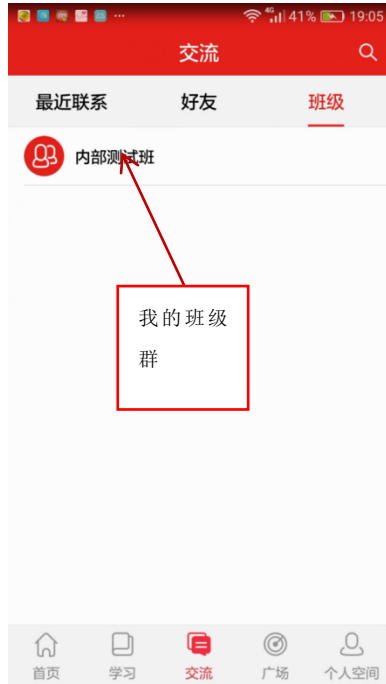 4G 41% 19:05
交流
最近联系 好友 班级
内部测试班
我的班级
群
首页 学习 交流 广场 个人空间